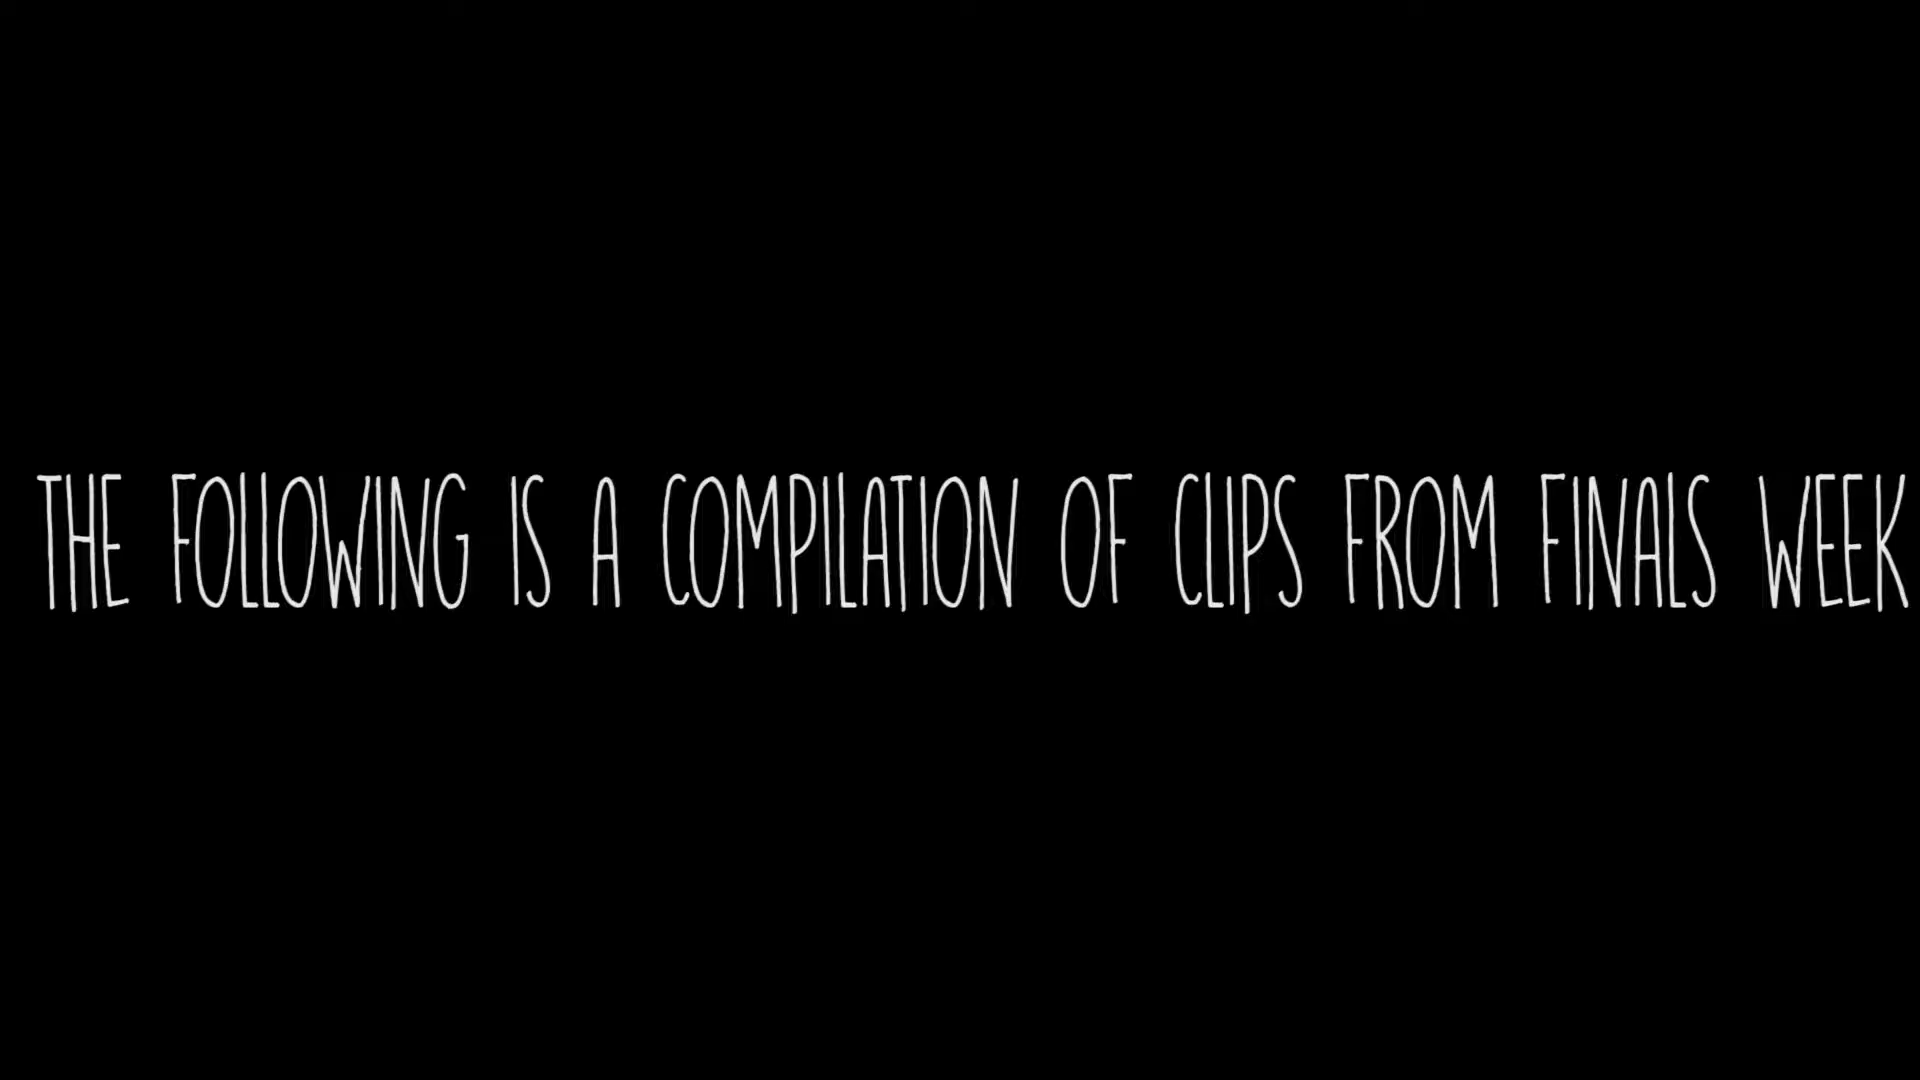 THE FOLLOWING IS A COMPILATION OF CLIPS FROM FINALS WEEK